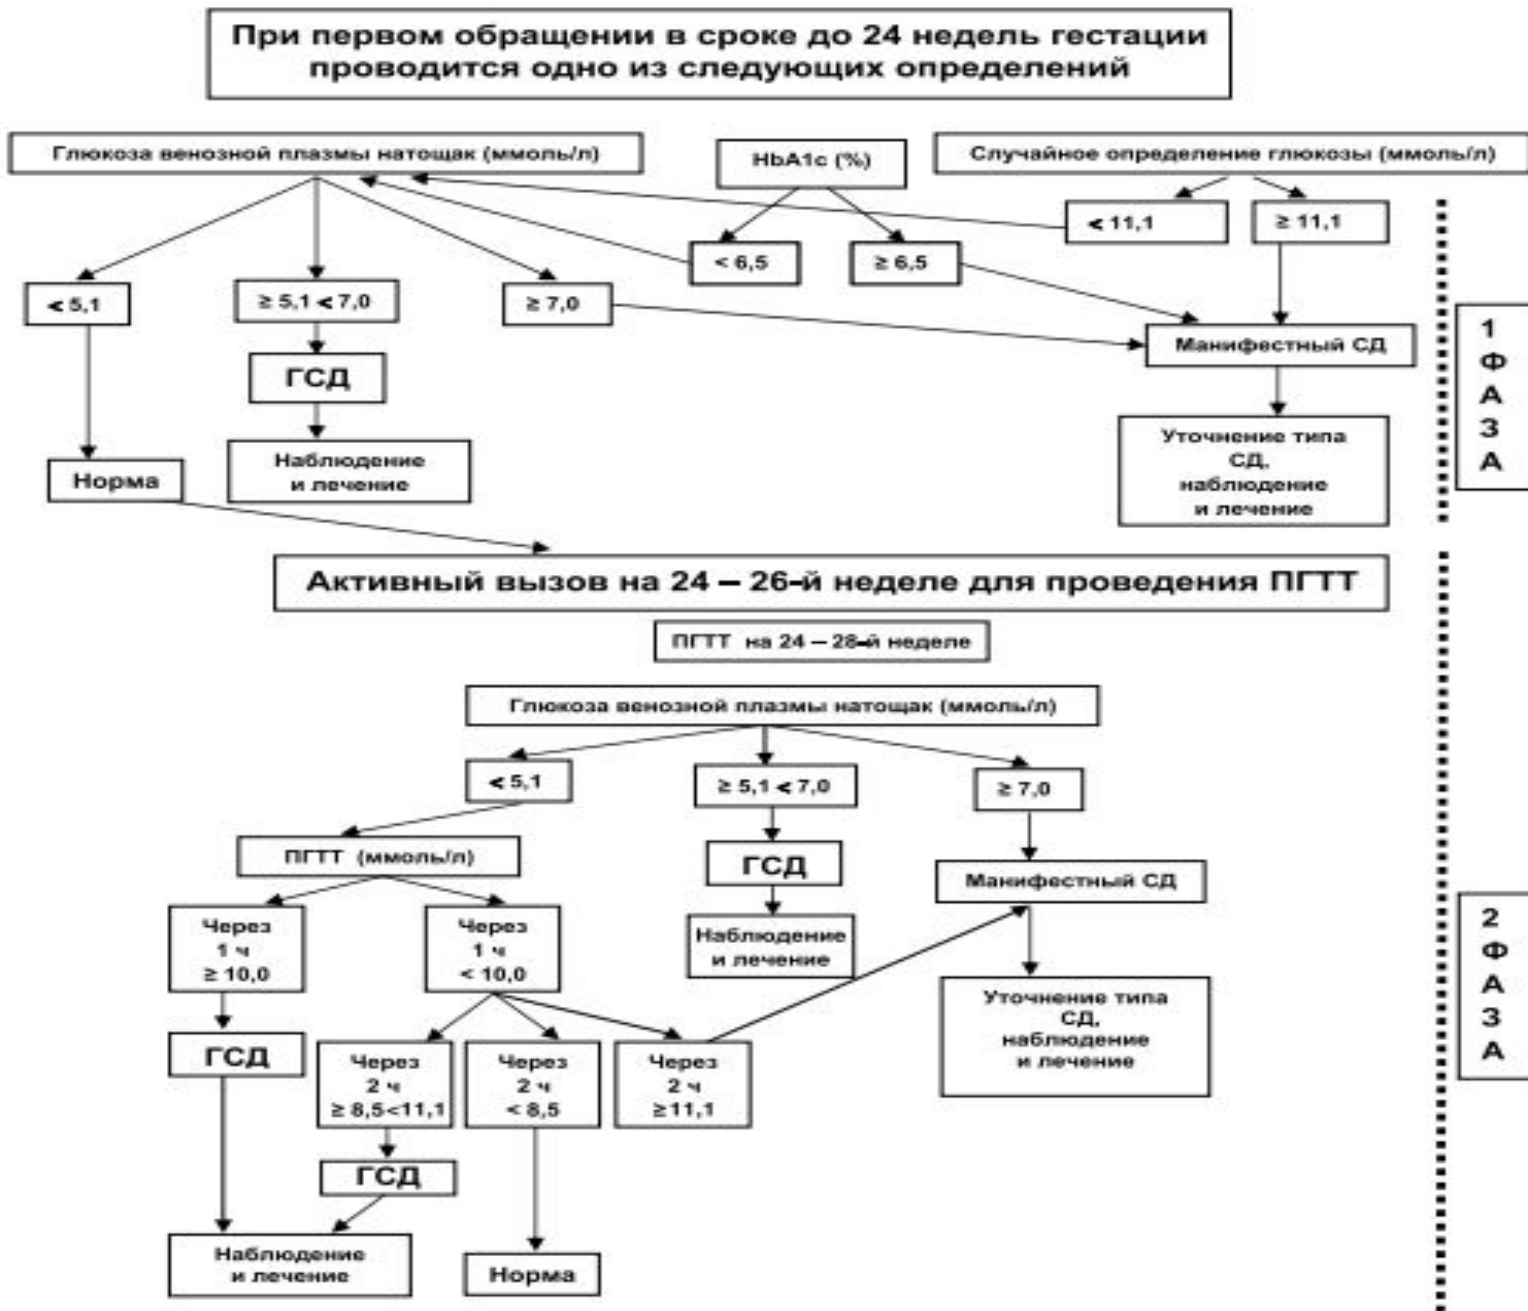 При первом обращении в сроке до 24 недель гестации
проводится одно из следующих определений
Глюкоза венозной плазмы натощак (ммоль/л)
HbA1c (%)
Случайное определение глюкозы (ммоль/л)
< 11,1
≥ 11,1
< 6,5
≥ 6,5
< 5,1
≥ 5,1 < 7,0
≥ 7,0
Манифестный СД
ГСД
Уточнение типа
СД,
наблюдение
и лечение
Наблюдение
и лечение
Норма
1
Ф
А
З
А
Активный вызов на 24 – 26-й неделе для проведения ПГТТ
ПГТТ на 24 – 28-й неделе
Глюкоза венозной плазмы натощак (ммоль/л)
< 5,1
≥ 5,1 < 7,0
≥ 7,0
ПГТТ (ммоль/л)
ГСД
Манифестный СД
Через
1 ч
≥ 10,0
Через
1 ч
< 10,0
Наблюдение
и лечение
Уточнение типа
СД,
наблюдение
и лечение
ГСД
Через
2 ч
≥ 8,5<11,1
Через
2 ч
< 8,5
Через
2 ч
≥11,1
ГСД
Наблюдение
и лечение
Норма
2
Ф
А
З
А